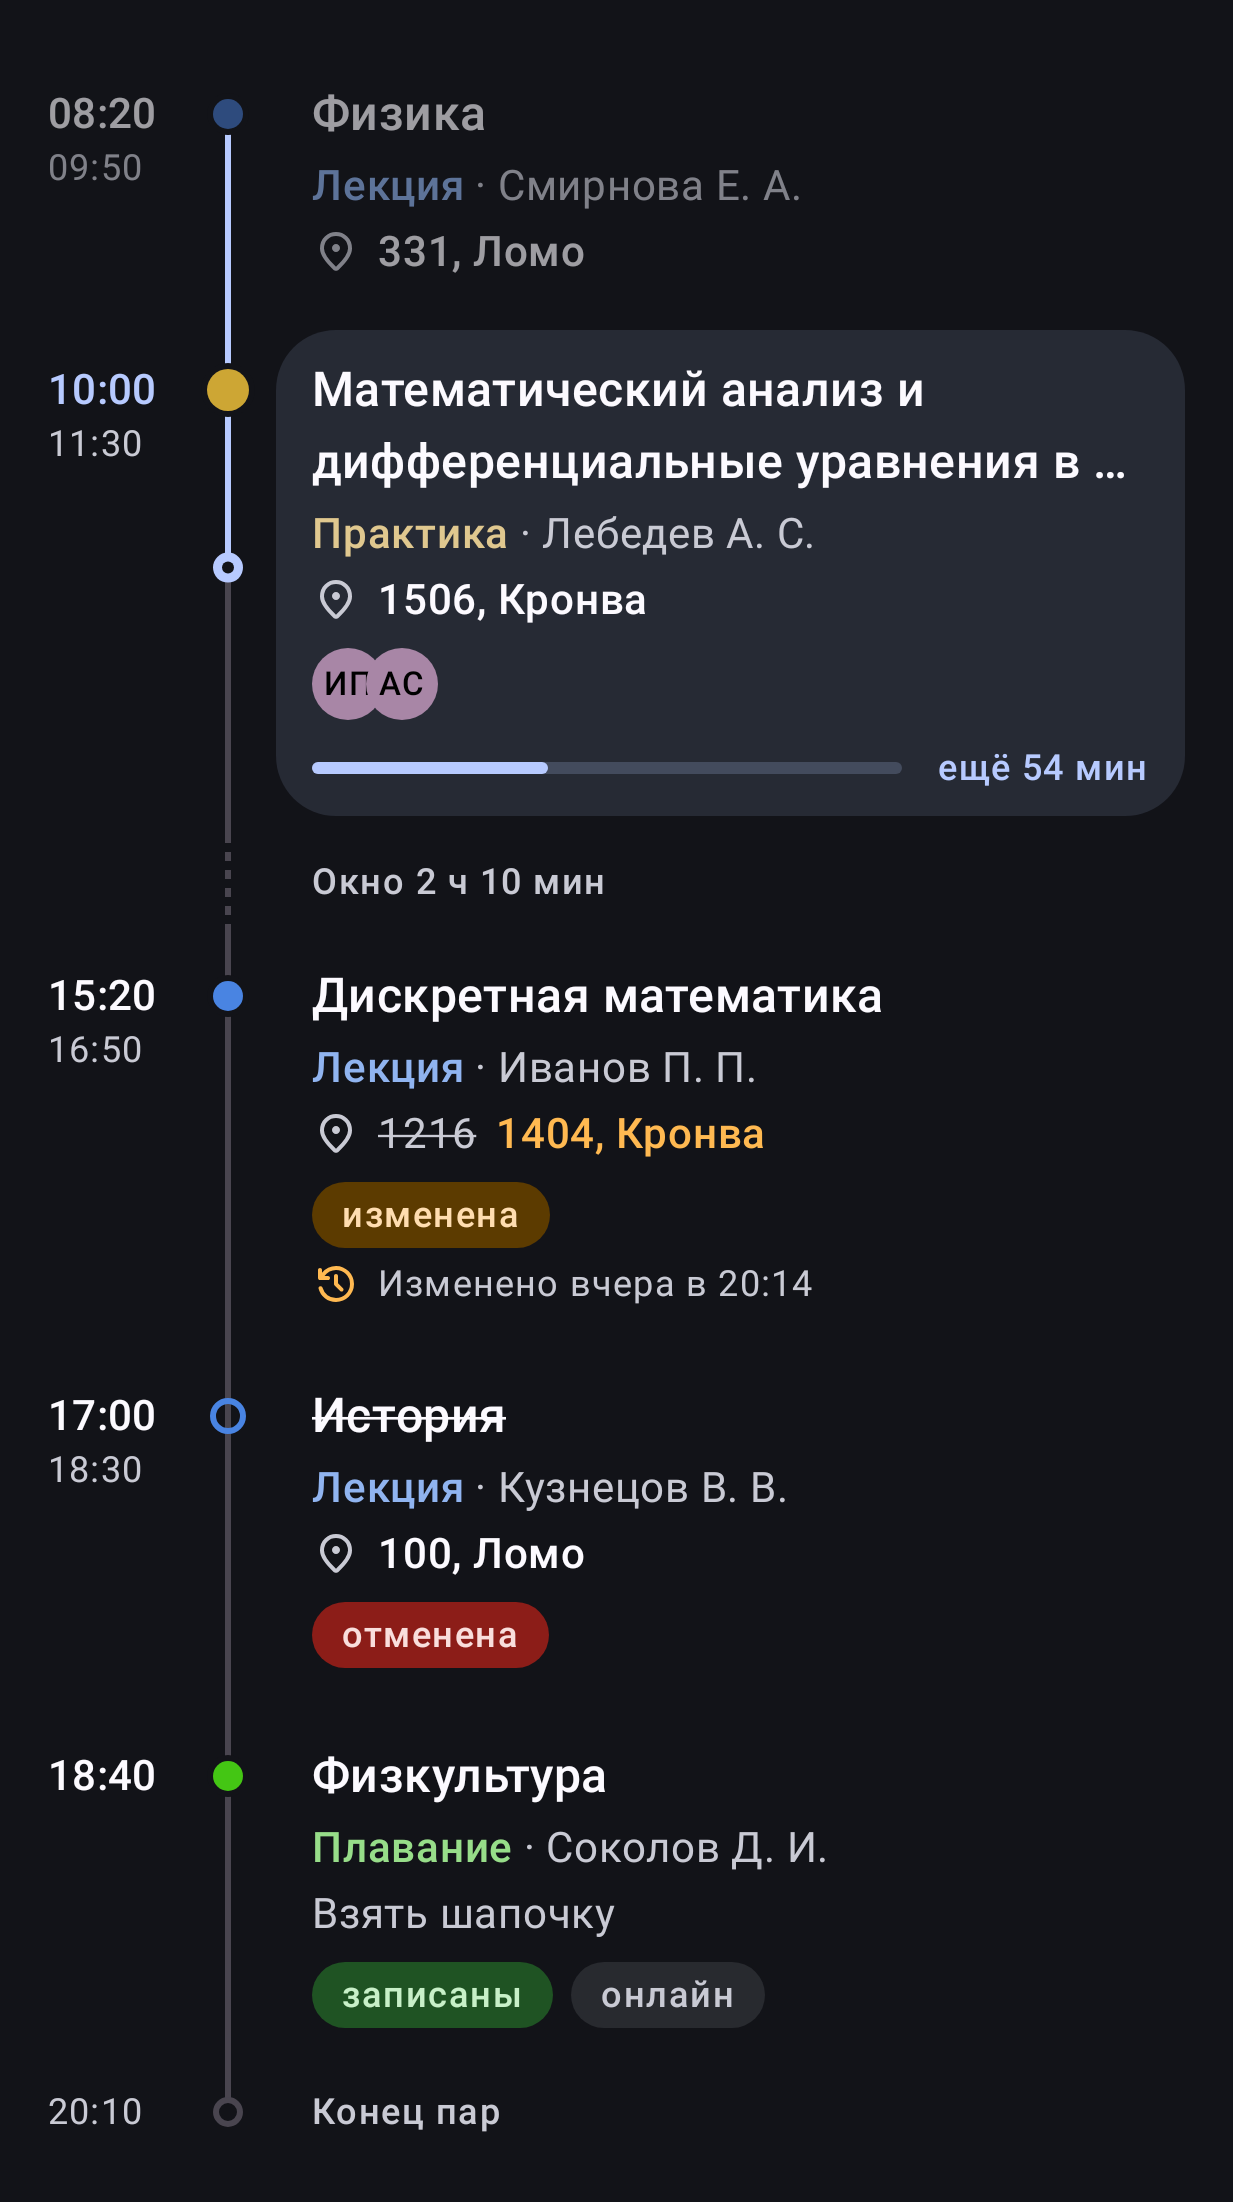 08:20
Физика
09:50
Лекция · Смирнова Е. А.
331, Ломо
10:00
Математический анализ и
11:30
дифференциальные уравнения в ...
Практика · Лебедев А. С.
1506, Кронва
ИП АС
ещё 54 мин
Окно 2 ч 10 мин
15:20
Дискретная математика
16:50
Лекция · Иванов П. П.
1216 1404, Кронва
изменена
Изменено вчера в 20:14
17:00
История
18:30
Лекция · Кузнецов В. В.
100, Ломо
отменена
18:40
Физкультура
Плавание · Соколов Д. И.
Взять шапочку
записаны онлайн
20:10
Конец пар